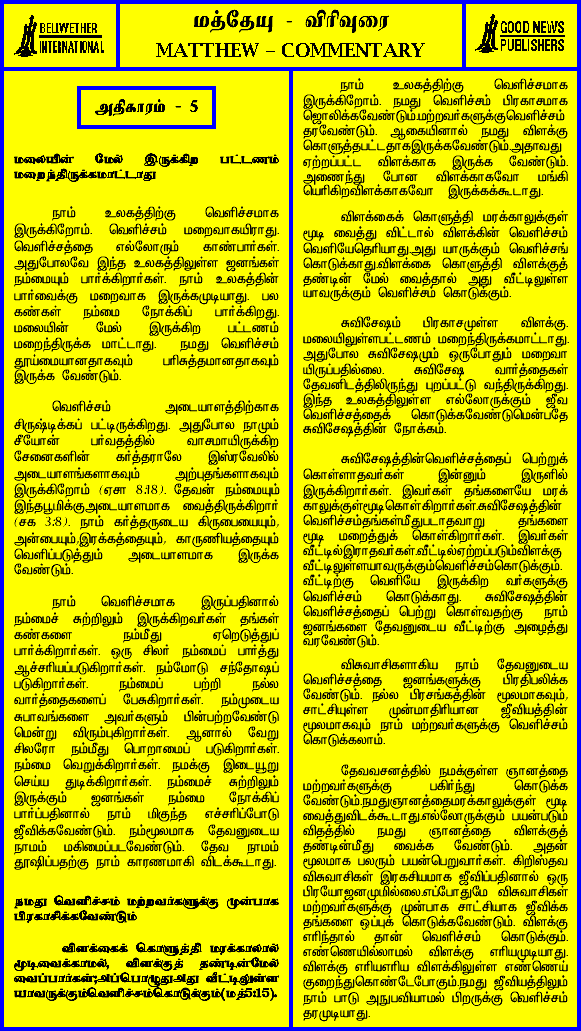 BELLWETHER
INTERNATIONAL
மத்தேயு - விரிவுரை
MATTHEW – COMMENTARY
GOOD NEWS
PUBLISHERS
அதிகாரம் - 5
மலையின் மேல் இருக்கிற பட்டணம்
மறைந்திருக்கமாட்டாது
நாம் உலகத்திற்கு வெளிச்சமாக
இருக்கிறோம். வெளிச்சம் மறைவாகயிராது.
வெளிச்சத்தை எல்லோரும் காண்பார்கள்.
அதுபோலவே இந்த உலகத்திலுள்ள ஜனங்கள்
நம்மையும் பார்க்கிறார்கள். நாம் உலகத்தின்
பார்வைக்கு மறைவாக இருக்கமுடியாது. பல
கண்கள் நம்மை நோக்கிப் பார்க்கிறது.
மலையின் மேல் இருக்கிற பட்டணம்
மறைந்திருக்க மாட்டாது. நமது வெளிச்சம்
தூய்மையானதாகவும் பரிசுத்தமானதாகவும்
இருக்க வேண்டும்.
வெளிச்சம் அடையாளத்திற்காக
சிருஷ்டிக்கப் பட்டிருக்கிறது. அதுபோல நாமும்
சீயோன் பர்வதத்தில் வாசமாயிருக்கிற
சேனைகளின் கர்த்தராலே இஸ்ரவேலில்
அடையாளங்களாகவும் அற்புதங்களாகவும்
இருக்கிறோம் (ஏசா 8:18). தேவன் நம்மையும்
இந்தபூமிக்குஅடையாளமாக வைத்திருக்கிறார்
(சக 3:8). நாம் கர்த்தருடைய கிருபையையும்,
அன்பையும்,இரக்கத்தையும், காருணியத்தையும்
வெளிப்படுத்தும் அடையாளமாக இருக்க
வேண்டும்.
நாம் வெளிச்சமாக இருப்பதினால்
நம்மைச் சுற்றிலும் இருக்கிறவர்கள் தங்கள்
கண்களை நம்மீது ஏறெடுத்துப்
பார்க்கிறார்கள். ஒரு சிலர் நம்மைப் பார்த்து
ஆச்சரியப்படுகிறார்கள். நம்மோடு சந்தோஷப்
படுகிறார்கள். நம்மைப் பற்றி நல்ல
வார்த்தைகளைப் பேசுகிறார்கள். நம்முடைய
சுபாவங்களை அவர்களும் பின்பற்றவேண்டு
மென்று விரும்புகிறார்கள். ஆனால் வேறு
சிலரோ நம்மீது பொறாமைப் படுகிறார்கள்.
நம்மை வெறுக்கிறார்கள். நமக்கு இடையூறு
செய்ய துடிக்கிறார்கள். நம்மைச் சுற்றிலும்
இருக்கும் ஜனங்கள் நம்மை நோக்கிப்
பார்ப்பதினால் நாம் மிகுந்த எச்சரிப்போடு
ஜீவிக்கவேண்டும். நம்மூலமாக தேவனுடைய
நாமம் மகிமைப்படவேண்டும். தேவ நாமம்
தூஷிப்பதற்கு நாம் காரணமாகி விடக்கூடாது.
நமது வெளிச்சம் மற்றவர்களுக்கு முன்பாக
பிரகாசிக்கவேண்டும்
விளக்கைக் கொளுத்தி மரக்காலால்
மூடிவைக்காமல், விளக்குத் தண்டின்மேல்
வைப்பார்கள்;அப்பொழுதுஅது வீட்டிலுள்ள
யாவருக்கும்வெளிச்சம்கொடுக்கும்(மத்5:15).
நாம் உலகத்திற்கு வெளிச்சமாக
இருக்கிறோம். நமது வெளிச்சம் பிரகாசமாக
ஜொலிக்கவேண்டும்.மற்றவர்களுக்குவெளிச்சம்
தரவேண்டும். ஆகையினால் நமது விளக்கு
கொளுத்தபட்டதாகஇருக்கவேண்டும்.அதாவது
ஏற்றப்பட்ட விளக்காக இருக்க வேண்டும்.
அணைந்து போன விளக்காகவோ மங்கி
யெரிகிறவிளக்காகவோ இருக்கக்கூடாது.
விளக்கைக் கொளுத்தி மரக்காலுக்குள்
மூடி வைத்து விட்டால் விளக்கின் வெளிச்சம்
வெளியேதெரியாது.அது யாருக்கும் வெளிச்சங்
கொடுக்காது.விளக்கை கொளுத்தி விளக்குத்
தண்டின் மேல் வைத்தால் அது வீட்டிலுள்ள
யாவருக்கும் வெளிச்சம் கொடுக்கும்.
சுவிசேஷம் பிரகாசமுள்ள விளக்கு.
மலையிலுள்ளபட்டணம் மறைந்திருக்கமாட்டாது.
அதுபோல சுவிசேஷமும் ஒருபோதும் மறைவா
யிருப்பதில்லை. சுவிசேஷ வார்த்தைகள்
தேவனிடத்திலிருந்து புறப்பட்டு வந்திருக்கிறது.
இந்த உலகத்திலுள்ள எல்லோருக்கும் ஜீவ
வெளிச்சத்தைக் கொடுக்கவேண்டுமென்பதே
சுவிசேஷத்தின் நோக்கம்.
சுவிசேஷத்தின்வெளிச்சத்தைப் பெற்றுக்
கொள்ளாதவர்கள் இன்னும் இருளில்
இருக்கிறார்கள். இவர்கள் தங்களையே மரக்
காலுக்குள்மூடிகொள்கிறார்கள்.சுவிசேஷத்தின்
வெளிச்சம்தங்கள்மீதுபடாதவாறு தங்களை
மூடி மறைத்துக் கொள்கிறார்கள். இவர்கள்
வீட்டில்இராதவர்கள்.வீட்டில்ஏற்றப்படும்விளக்கு
வீட்டிலுள்ளயாவருக்கும்வெளிச்சம்கொடுக்கும்.
வீட்டிற்கு வெளியே இருக்கிற வர்களுக்கு
வெளிச்சம் கொடுக்காது. சுவிசேஷத்தின்
வெளிச்சத்தைப் பெற்று கொள்வதற்கு நாம்
ஜனங்களை தேவனுடைய வீட்டிற்கு அழைத்து
வரவேண்டும்.
விசுவாசிகளாகிய நாம் தேவனுடைய
வெளிச்சத்தை ஜனங்களுக்கு பிரதிபலிக்க
வேண்டும். நல்ல பிரசங்கத்தின் மூலமாகவும்,
சாட்சியுள்ள முன்மாதிரியான ஜீவியத்தின்
மூலமாகவும் நாம் மற்றவர்களுக்கு வெளிச்சம்
கொடுக்கலாம்.
தேவவசனத்தில் நமக்குள்ள ஞானத்தை
மற்றவர்களுக்கு பகிர்ந்து கொடுக்க
வேண்டும்.நமதுஞானத்தைமரக்காலுக்குள் மூடி
வைத்துவிடக்கூடாது.எல்லோருக்கும் பயன்படும்
விதத்தில் நமது ஞானத்தை விளக்குத்
தண்டின்மீது வைக்க வேண்டும். அதன்
மூலமாக பலரும் பயன்பெறுவார்கள். கிறிஸ்தவ
விசுவாசிகள் இரகசியமாக ஜீவிப்பதினால் ஒரு
பிரயோஜனமுமில்லை.எப்போதுமே விசுவாசிகள்
மற்றவர்களுக்கு முன்பாக சாட்சியாக ஜீவிக்க
தங்களை ஒப்புக் கொடுக்கவேண்டும். விளக்கு
எரிந்தால் தான் வெளிச்சம் கொடுக்கும்.
எண்ணெயில்லாமல் விளக்கு எரியமுடியாது.
விளக்கு எரியஎரிய விளக்கிலுள்ள எண்ணெய்
குறைந்துகொண்டேபோகும்.நமது ஜீவியத்திலும்
நாம் பாடு அநுபவியாமல் பிறருக்கு வெளிச்சம்
தரமுடியாது.